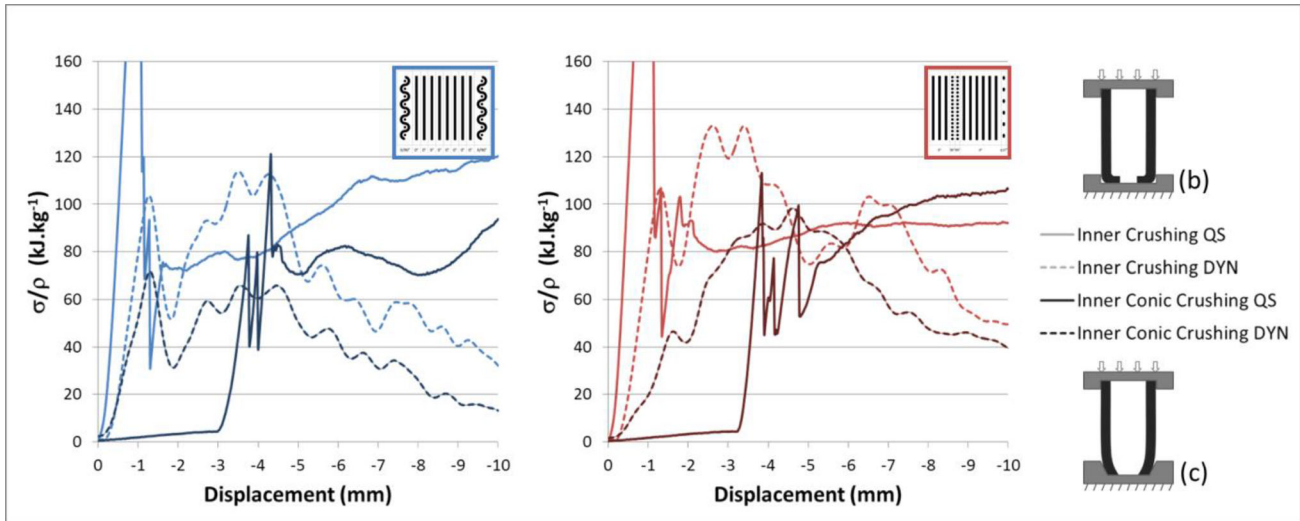 160
140
120
100
80
60
40
20
0
σ/ρ (kJ.kg-1)
0 -1 -2 -3 -4 -5 -6 -7 -8 -9 -10
Displacement (mm)
160
140
120
100
80
60
40
20
0
σ/ρ (kJ.kg-1)
0 -1 -2 -3 -4 -5 -6 -7 -8 -9 -10
Displacement (mm)
(b)
Inner Crushing QS
Inner Crushing DYN
Inner Conic Crushing QS
Inner Conic Crushing DYN
(c)